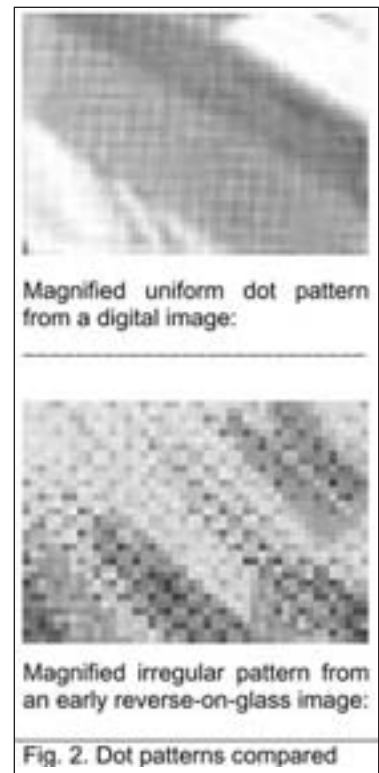 Magnified uniform dot pattern
from a digital image:
Magnified irregular pattern from
an early reverse-on-glass image:
Fig. 2. Dot patterns compared